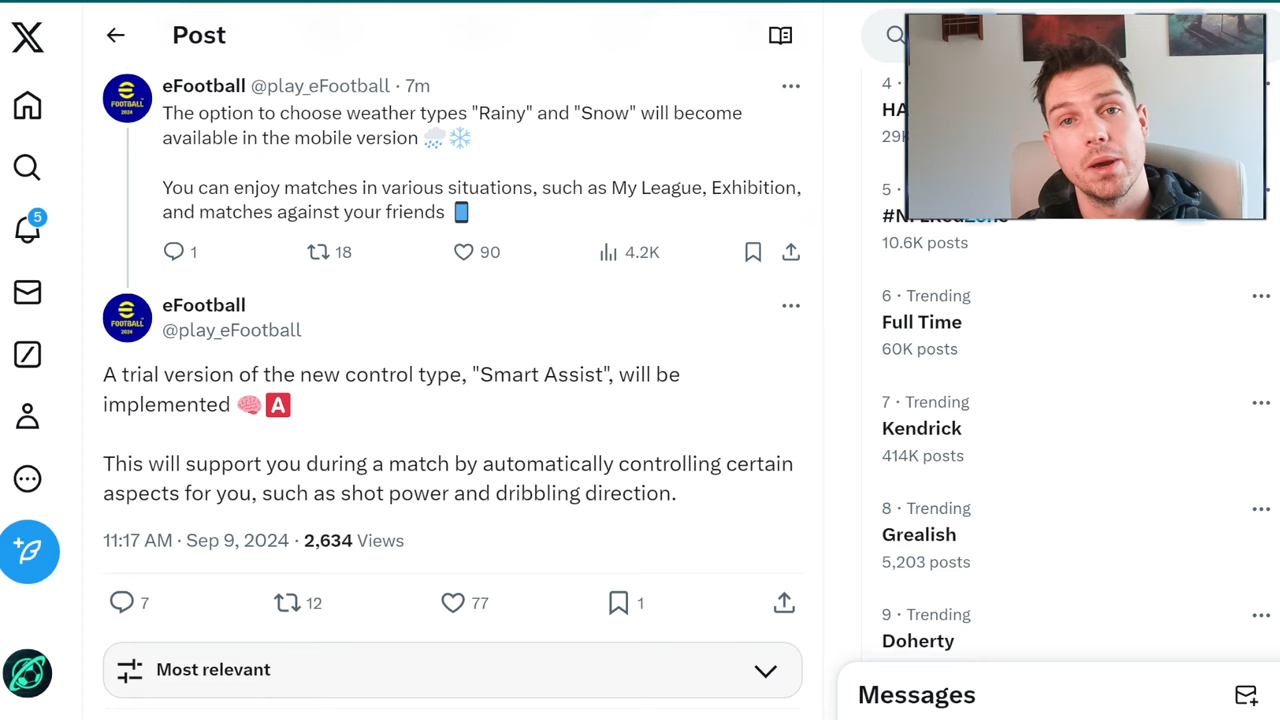 Post
eFootball @play_eFootball · 7m
The option to choose weather types "Rainy" and "Snow" will become
available in the mobile version 🌧️❄️
You can enjoy matches in various situations, such as My League, Exhibition,
and matches against your friends 📱
1 18 90 4.2K
eFootball
@play_eFootball
A trial version of the new control type, "Smart Assist", will be
implemented 🧠🅰️
This will support you during a match by automatically controlling certain
aspects for you, such as shot power and dribbling direction.
11:17 AM · Sep 9, 2024 · 2,634 Views
7 12 77 1
Most relevant
5
E
FOOTBALL
2024
E
FOOTBALL
2024
4 ·
HA
29K
5 ·
10.6K posts
6 · Trending
Full Time
60K posts
7 · Trending
Kendrick
414K posts
8 · Trending
Grealish
5,203 posts
9 · Trending
Doherty
Messages